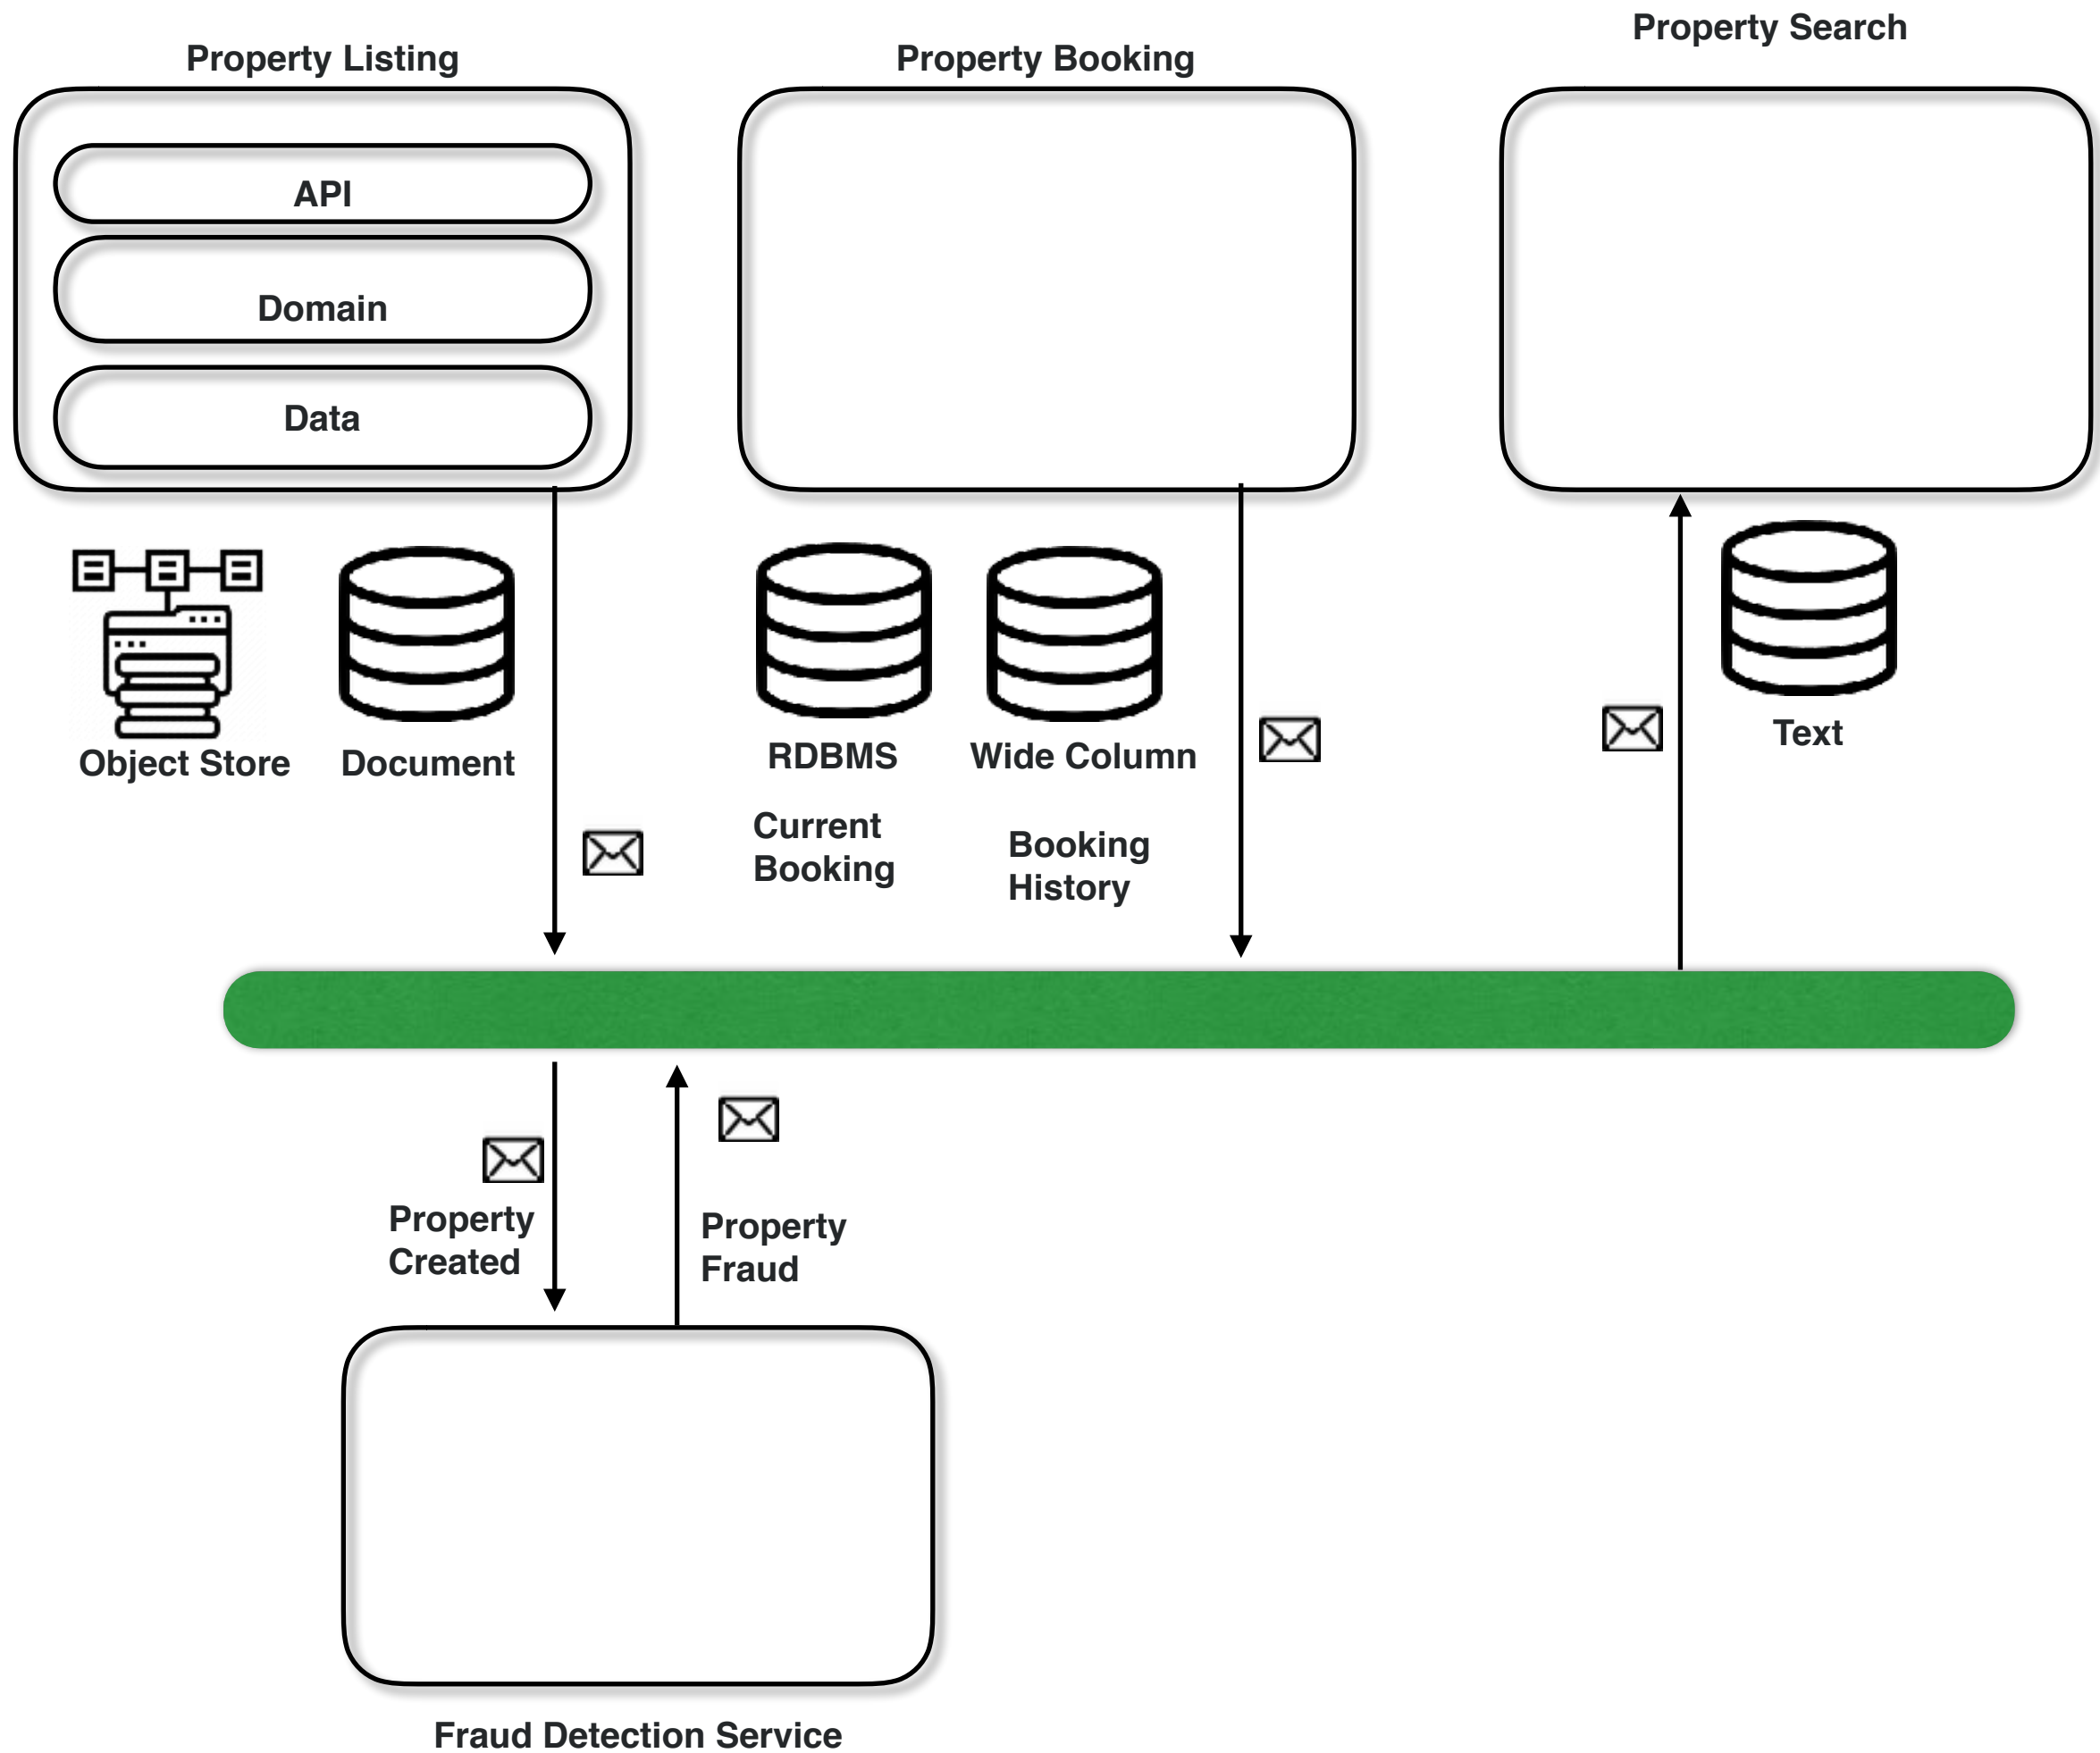 Property Listing
Property Booking
Property Search
API
Domain
Data
Object Store
Document
RDBMS
Wide Column
Text
Current
Booking
Booking
History
Property
Created
Property
Fraud
Fraud Detection Service